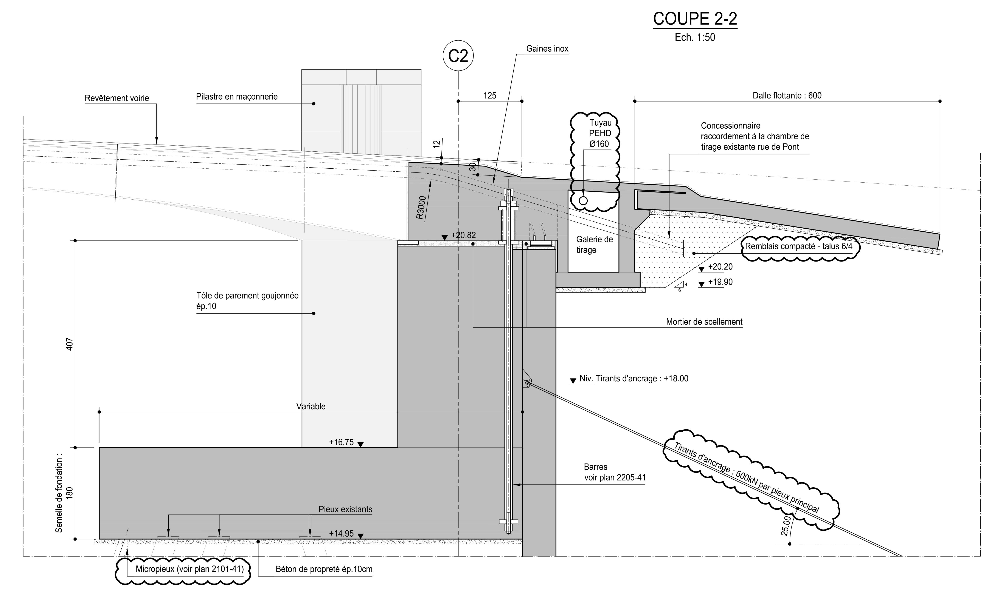 COUPE 2-2
Ech. 1:50
C2
Gaines inox
Revêtement voirie
Pilastre en maçonnerie
125
Dalle flottante : 600
Tuyau
PEHD
Ø160
Concessionnaire
raccordement à la chambre de
tirage existante rue de Pont
12
30
R3000
+20.82
Galerie de
tirage
Remblais compacté - talus 6/4
+20.20
+19.90
4
6
Tôle de parement goujonnée
ép.10
Mortier de scellement
407
Niv. Tirants d'ancrage : +18.00
Variable
+16.75
Tirants d'ancrage : 500kN par pieux principal
Barres
voir plan 2205-41
Semelle de fondation :
180
Pieux existants
25.00°
+14.95
Micropieux (voir plan 2101-41)
Béton de propreté ép.10cm